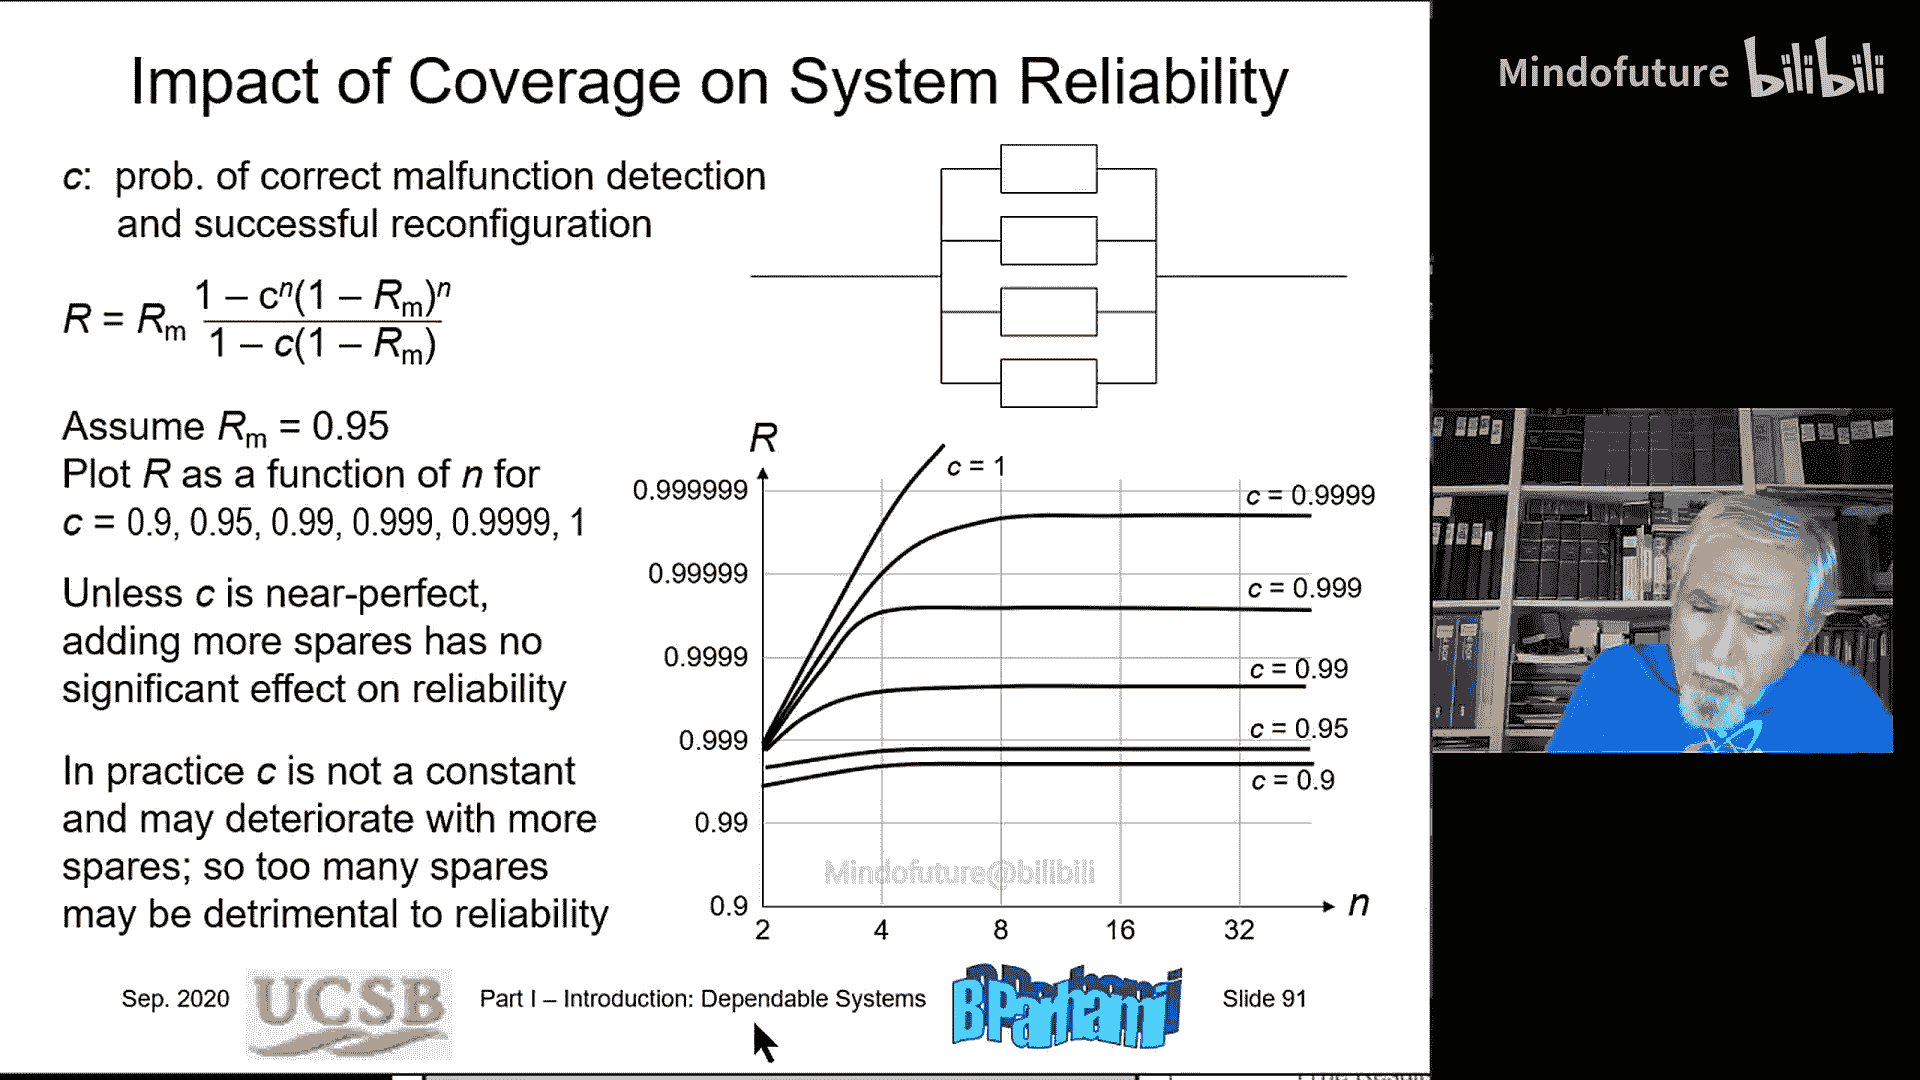 Impact of Coverage on System Reliability
Mindofuture bilibili
c: prob. of correct malfunction detection
and successful reconfiguration
R = Rm 1 – cⁿ(1 – Rm)ⁿ
1 – c(1 – Rm)
Assume Rm = 0.95
Plot R as a function of n for
c = 0.9, 0.95, 0.99, 0.999, 0.9999, 1
Unless c is near-perfect,
adding more spares has no
significant effect on reliability
In practice c is not a constant
and may deteriorate with more
spares; so too many spares
may be detrimental to reliability
R
c = 1
0.999999
c = 0.9999
0.99999
c = 0.999
0.9999
c = 0.99
0.999
c = 0.95
c = 0.9
0.99
Mindofuture@bilibili
0.9
n
2 4 8 16 32
Sep. 2020
UCSB
Part I – Introduction: Dependable Systems
B Parhami
Slide 91